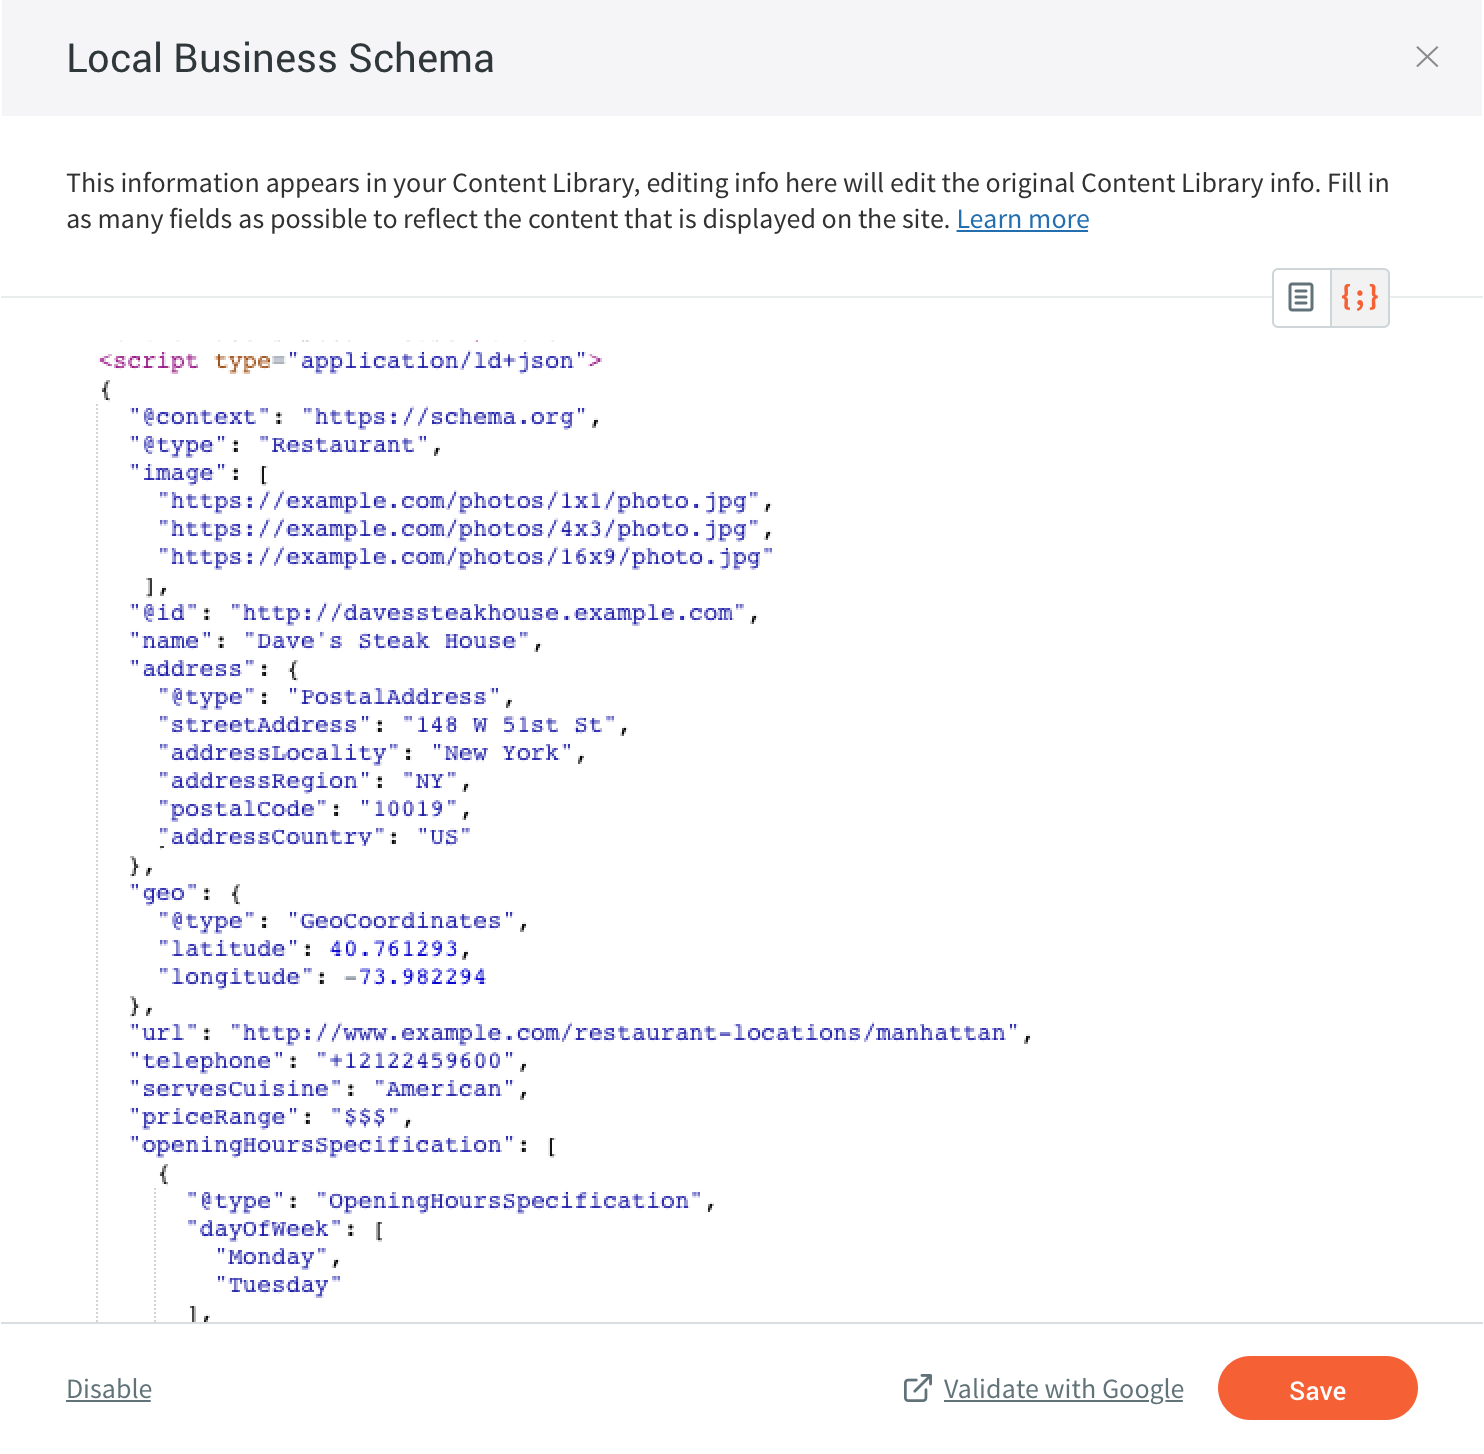 Local Business Schema
This information appears in your Content Library, editing info here will edit the original Content Library info. Fill in
as many fields as possible to reflect the content that is displayed on the site. Learn more
{;}
<script type="application/ld+json">
{
"@context": "https://schema.org",
"@type": "Restaurant",
"image": [
"https://example.com/photos/1x1/photo.jpg",
"https://example.com/photos/4x3/photo.jpg",
"https://example.com/photos/16x9/photo.jpg"
],
"@id": "http://davessteakhouse.example.com",
"name": "Dave's Steak House",
"address": {
"@type": "PostalAddress",
"streetAddress": "148 W 51st St",
"addressLocality": "New York",
"addressRegion": "NY",
"postalCode": "10019",
"addressCountry": "US"
},
"geo": {
"@type": "GeoCoordinates",
"latitude": 40.761293,
"longitude": -73.982294
},
"url": "http://www.example.com/restaurant-locations/manhattan",
"telephone": "+12122459600",
"servesCuisine": "American",
"priceRange": "$$$",
"openingHoursSpecification": [
{
"@type": "OpeningHoursSpecification",
"dayOfWeek": [
"Monday",
"Tuesday"
],
Disable
Validate with Google
Save